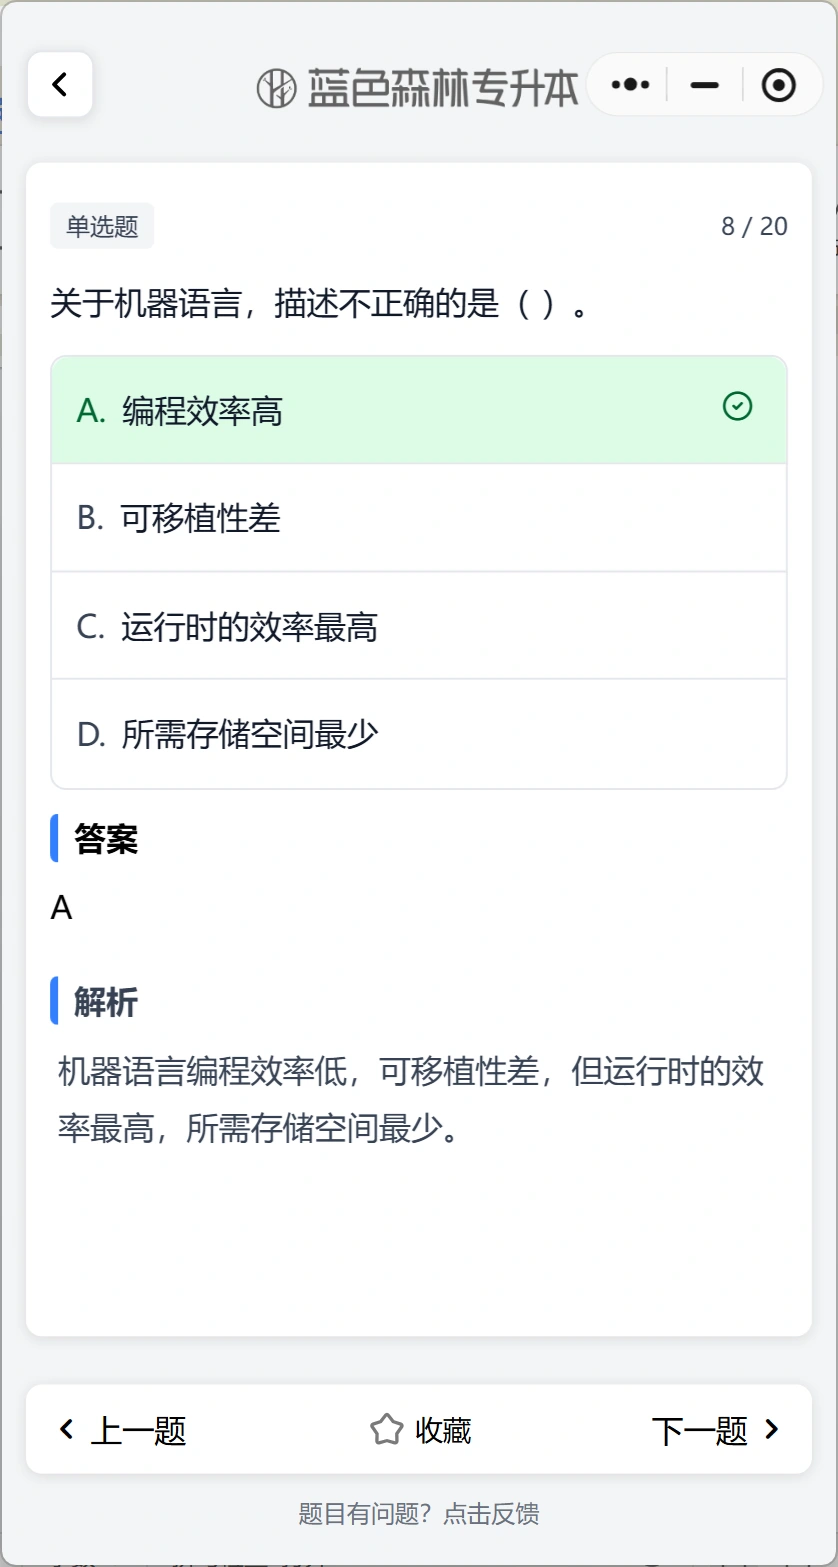 蓝色森林专升本
单选题
8 / 20
关于机器语言，描述不正确的是（ ）。
A. 编程效率高
B. 可移植性差
C. 运行时的效率最高
D. 所需存储空间最少
答案
A
解析
机器语言编程效率低，可移植性差，但运行时的效
率最高，所需存储空间最少。
上一题
收藏
下一题
题目有问题？点击反馈